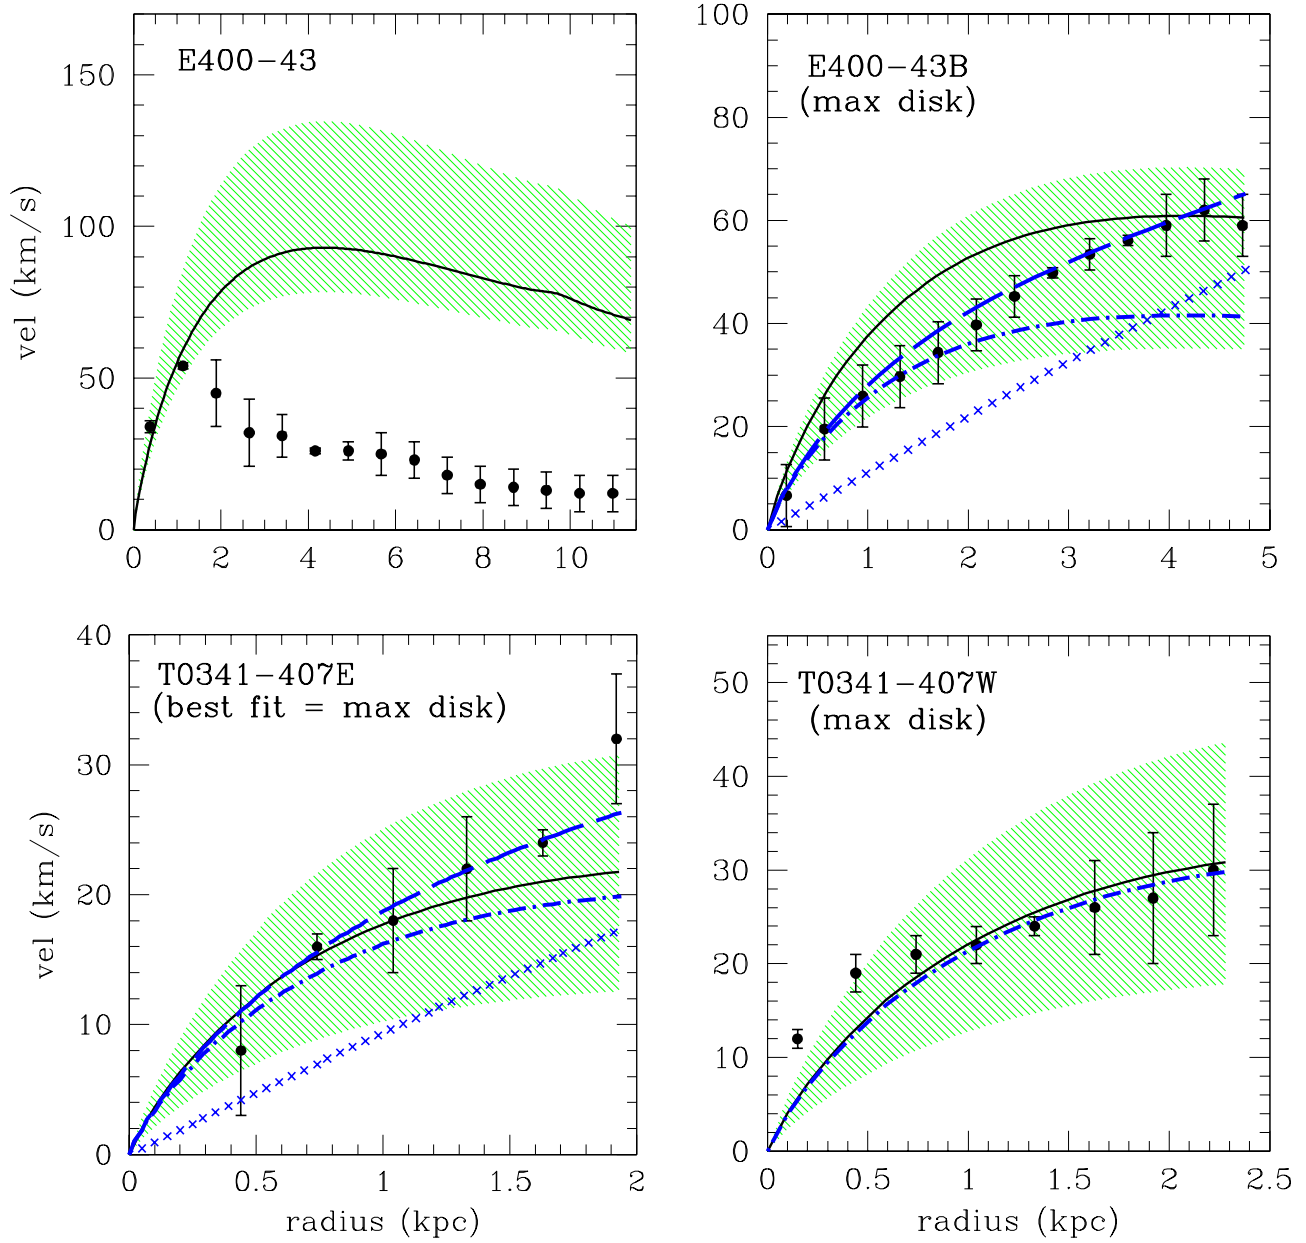 E400-43
150
100
50
0
vel (km/s)
0 2 4 6 8 10
E400-43B
(max disk)
100
80
60
40
20
0
0 1 2 3 4 5
T0341-407E
(best fit = max disk)
40
30
20
10
0
vel (km/s)
0 0.5 1 1.5 2
radius (kpc)
T0341-407W
(max disk)
50
40
30
20
10
0
0 0.5 1 1.5 2 2.5
radius (kpc)